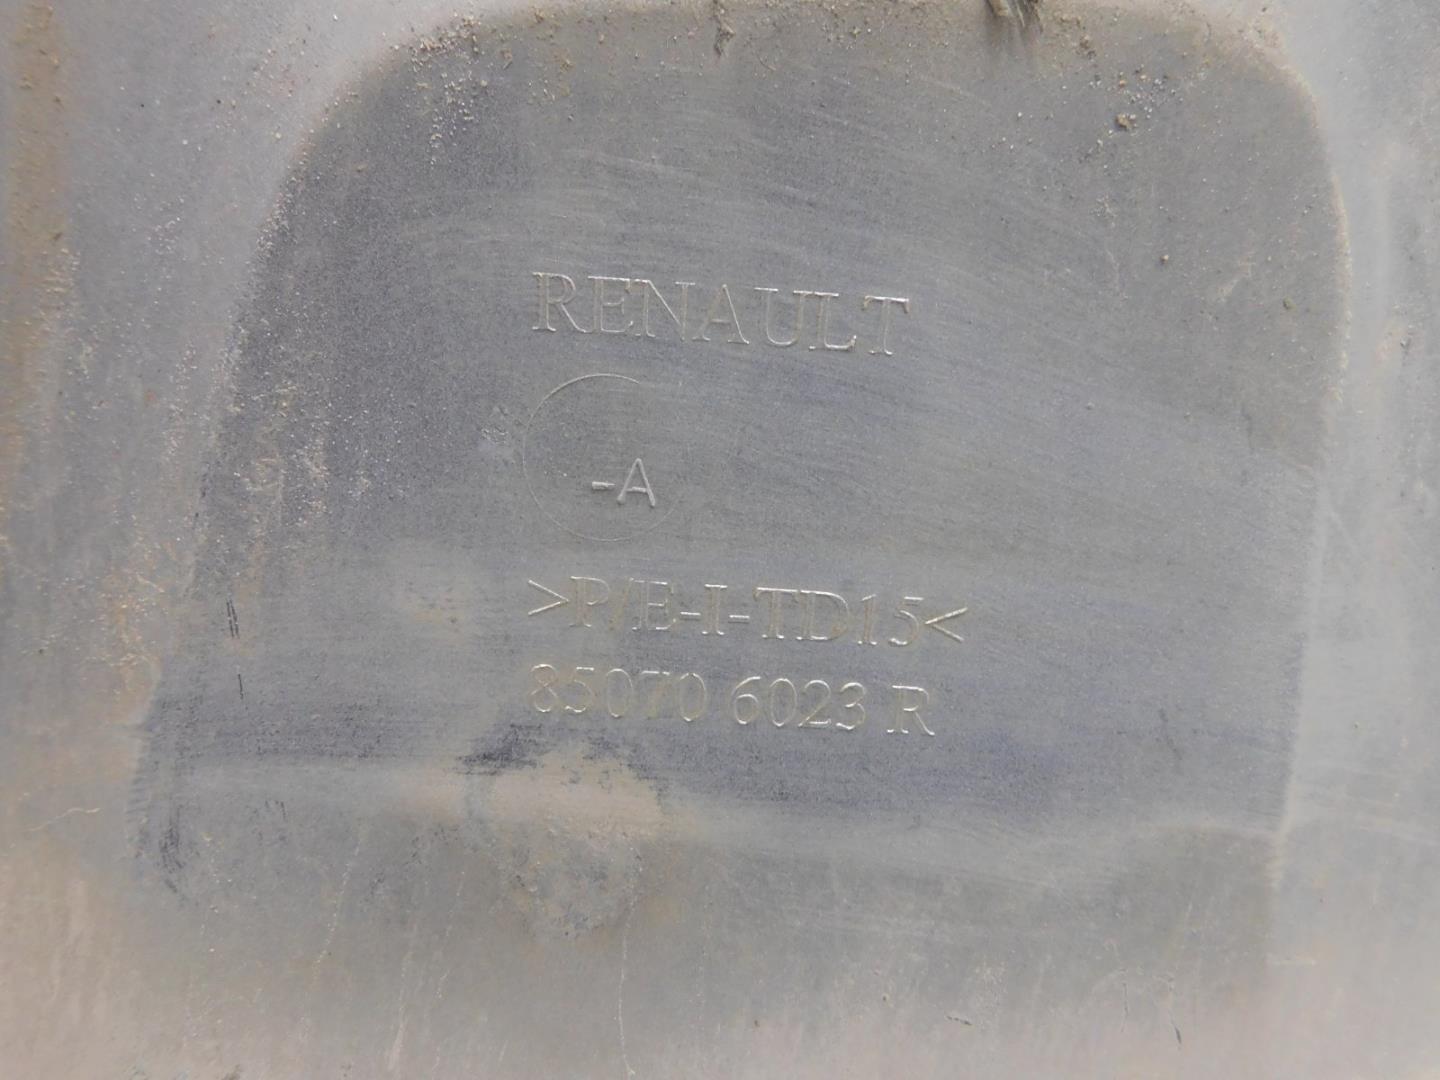 RENAULT
-A
>P/E-I-TD15<
85070 6023 R